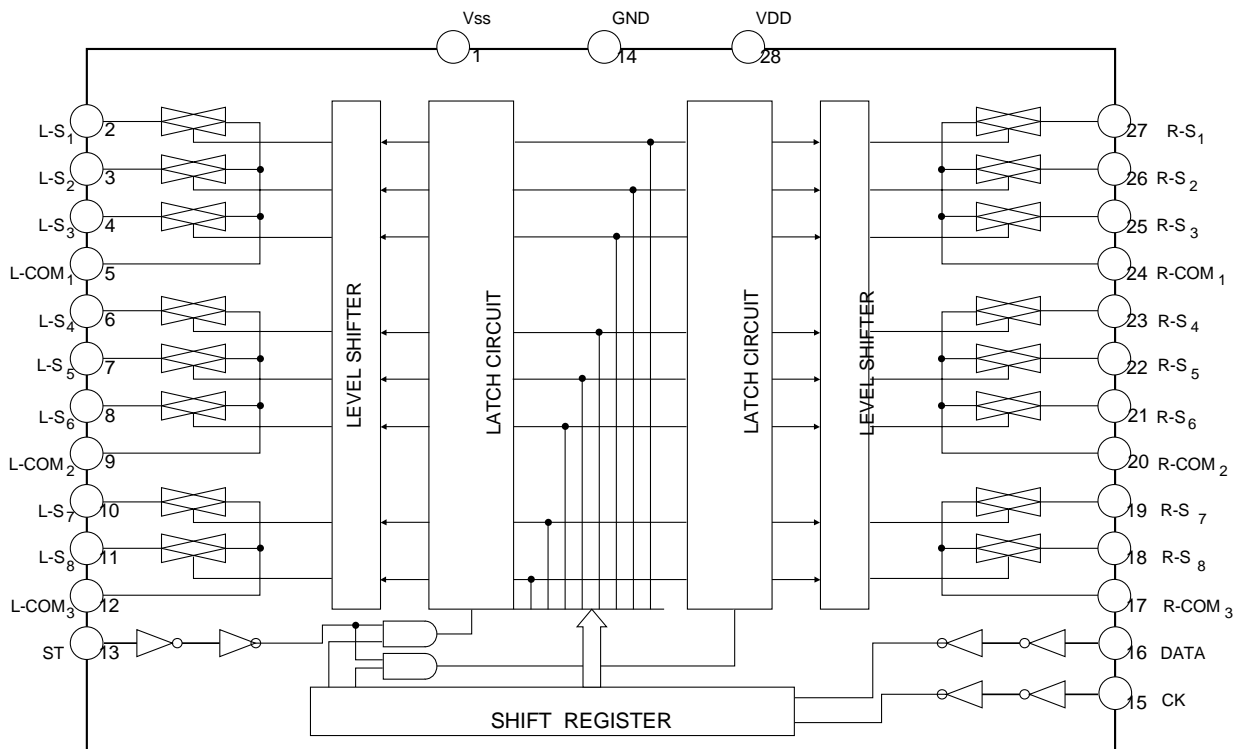 Vss GND VDD
1 14 28
L-S1 2 27 R-S1
L-S2 3 26 R-S2
L-S3 4 25 R-S3
L-COM1 5 24 R-COM1
L-S4 6 23 R-S4
L-S5 7 22 R-S5
L-S6 8 21 R-S6
L-COM2 9 20 R-COM2
L-S7 10 19 R-S7
L-S8 11 18 R-S8
L-COM3 12 17 R-COM3
ST 13 16 DATA
15 CK
LEVEL SHIFTER
LATCH CIRCUIT
LATCH CIRCUIT
LEVEL SHIFTER
SHIFT REGISTER